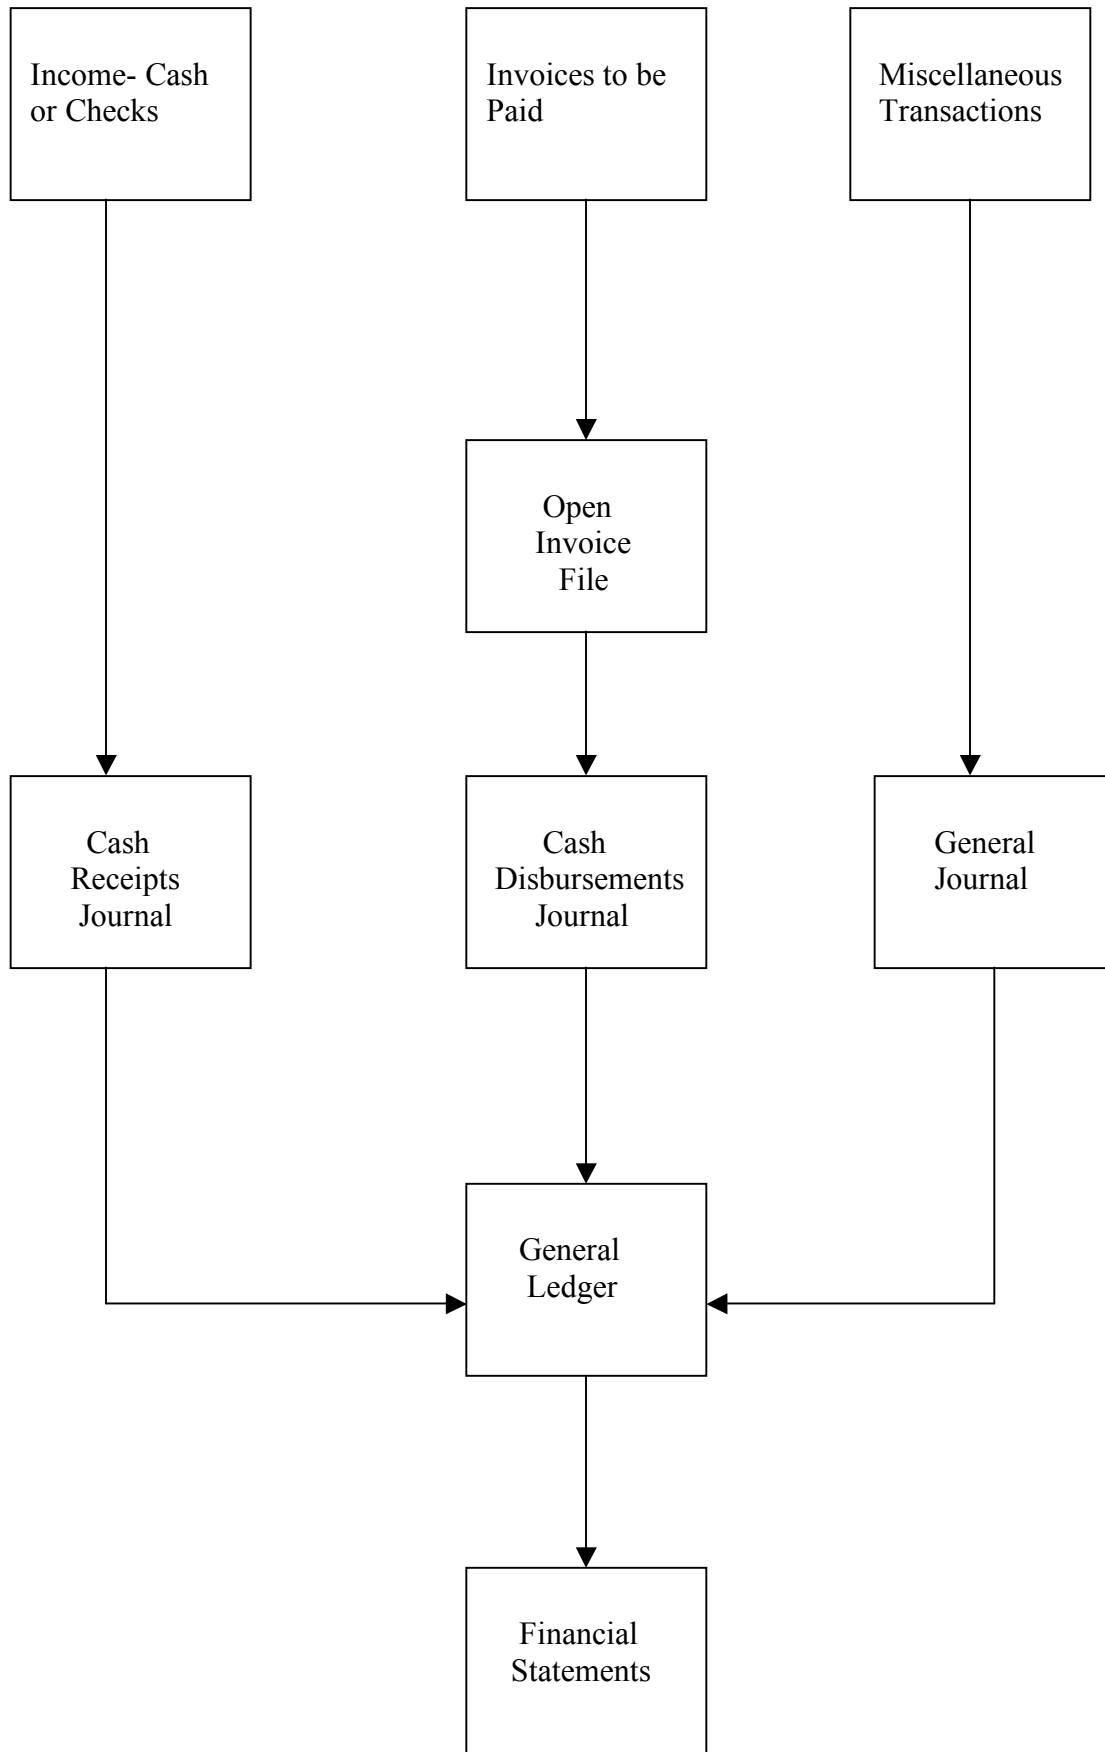 Income- Cash
or Checks
Invoices to be
Paid
Miscellaneous
Transactions
Open
Invoice
File
Cash
Receipts
Journal
Cash
Disbursements
Journal
General
Journal
General
Ledger
Financial
Statements